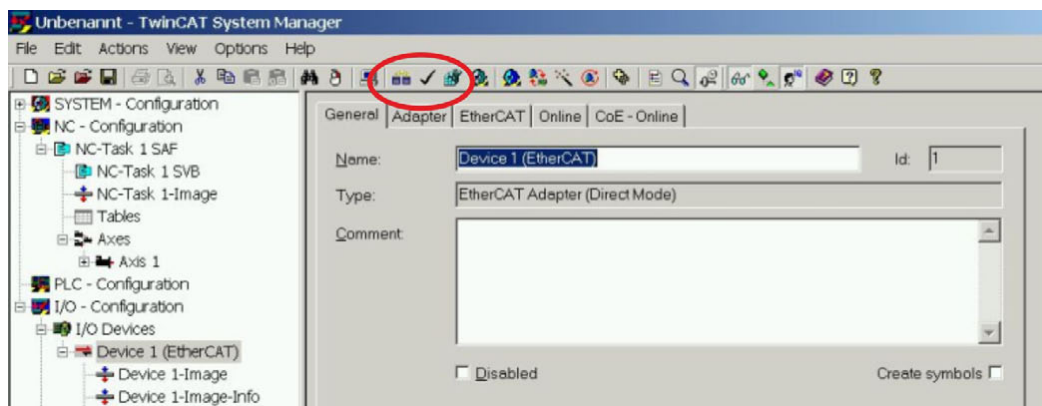 Unbenannt - TwinCAT System Manager
File Edit Actions View Options Help
SYSTEM - Configuration
NC - Configuration
NC-Task 1 SAF
NC-Task 1 SVB
NC-Task 1-Image
Tables
Axes
Axis 1
PLC - Configuration
I/O - Configuration
I/O Devices
Device 1 (EtherCAT)
Device 1-Image
Device 1-Image-Info
General Adapter EtherCAT Online CoE - Online
Name: Device 1 (EtherCAT) Id: 1
Type: EtherCAT Adapter (Direct Mode)
Comment:
Disabled Create symbols